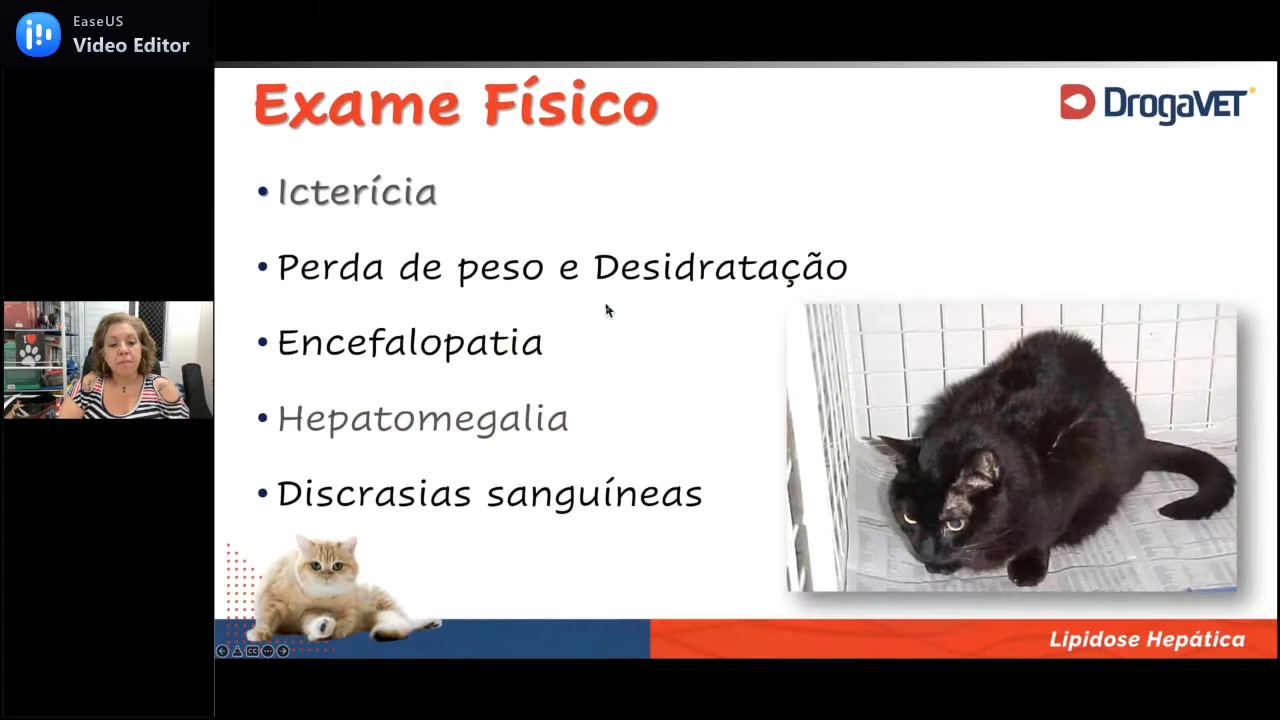 EaseUS
Video Editor
Exame Físico
DrogaVET
• Icterícia
• Perda de peso e Desidratação
• Encefalopatia
• Hepatomegalia
• Discrasias sanguíneas
Lipidose Hepática